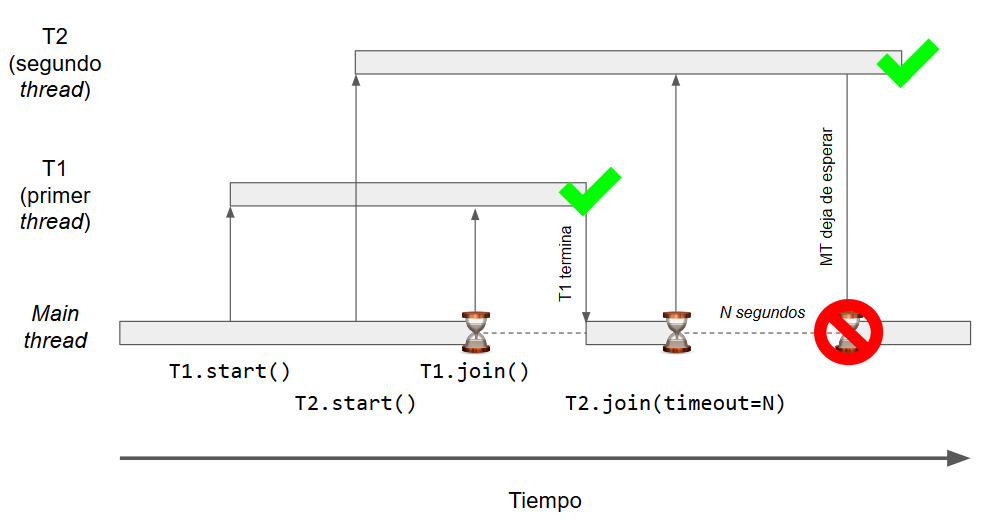 T2
(segundo
thread)
T1
(primer
thread)
T1 termina
MT deja de esperar
Main
thread
N segundos
T1.start()
T1.join()
T2.start()
T2.join(timeout=N)
Tiempo